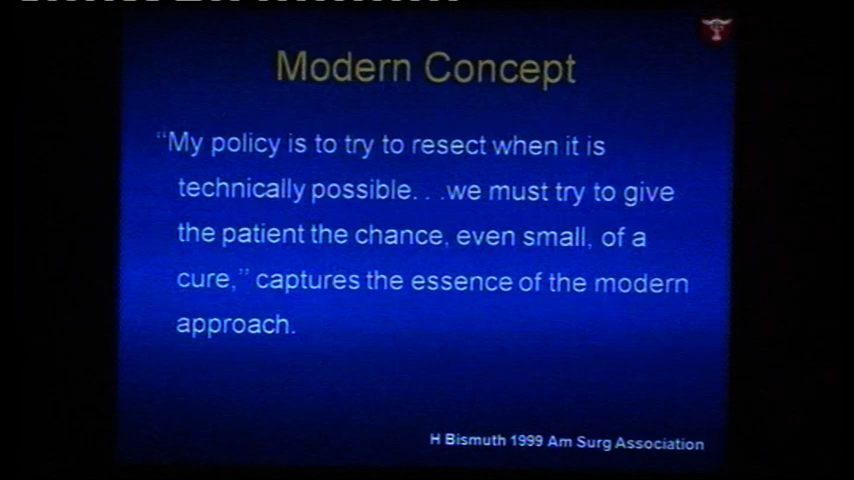 Modern Concept
“My policy is to try to resect when it is
technically possible. . .we must try to give
the patient the chance, even small, of a
cure,” captures the essence of the modern
approach.
H Bismuth 1999 Am Surg Association